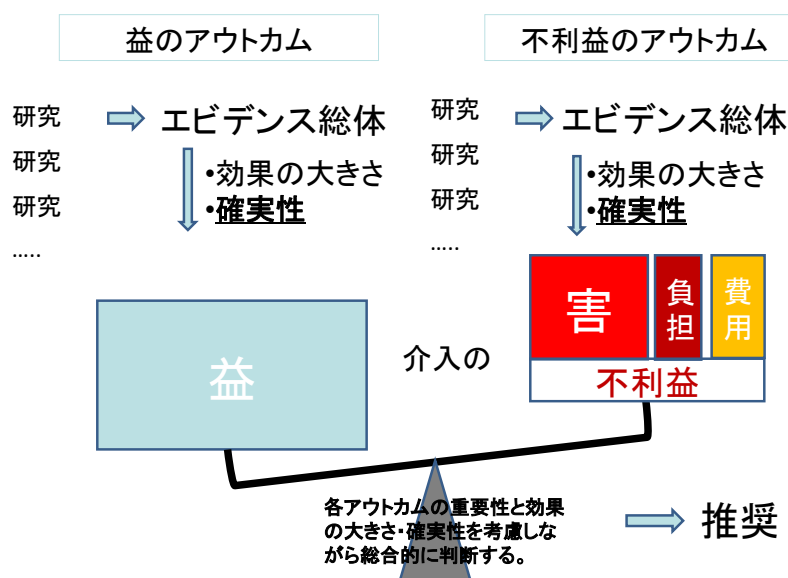 益のアウトカム
研究
研究
研究
.....
エビデンス総体
•効果の大きさ
•確実性
益
不利益のアウトカム
研究
研究
研究
.....
エビデンス総体
•効果の大きさ
•確実性
害
負担
費用
不利益
介入の
各アウトカムの重要性と効果
の大きさ・確実性を考慮しな
がら総合的に判断する。
推奨